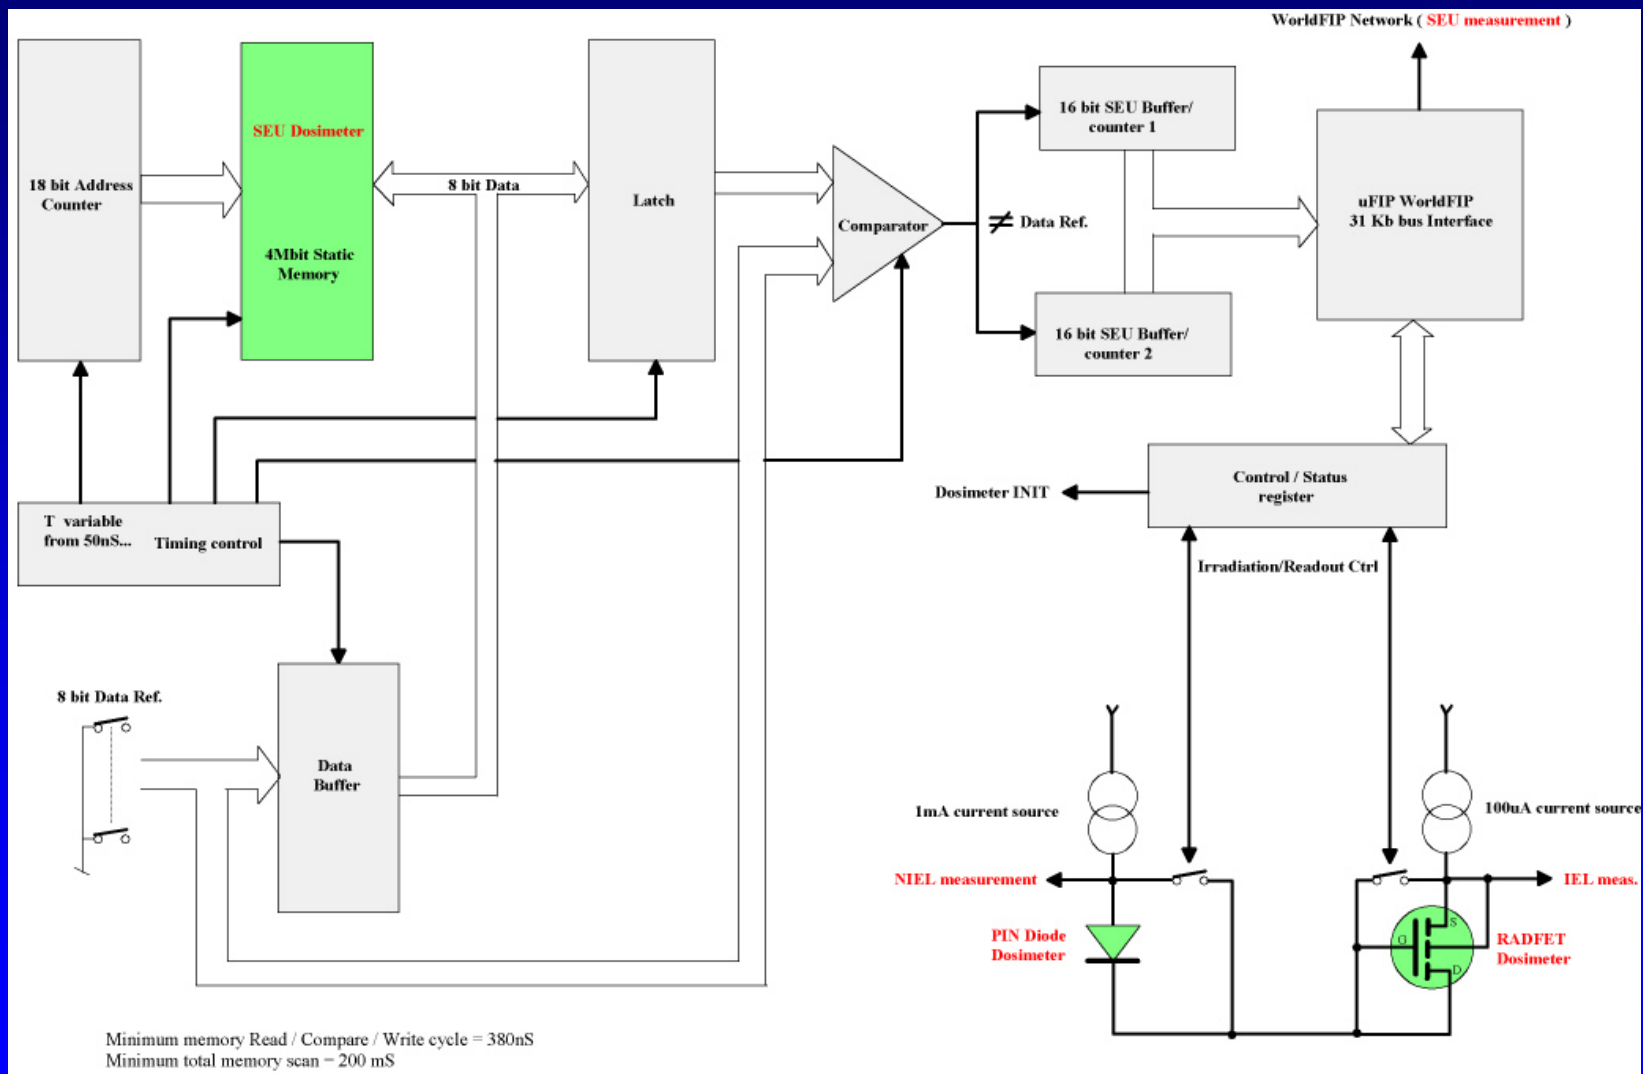 WorldFIP Network ( SEU measurement )
18 bit Address
Counter
SEU Dosimeter
4Mbit Static
Memory
8 bit Data
Latch
Comparator
≠ Data Ref.
16 bit SEU Buffer/
counter 1
16 bit SEU Buffer/
counter 2
uFIP WorldFIP
31 Kb bus Interface
Control / Status
register
Dosimeter INIT
Irradiation/Readout Ctrl
T variable
from 50nS...
Timing control
8 bit Data Ref.
Data
Buffer
1mA current source
100uA current source
NIEL measurement
IEL meas.
PIN Diode
Dosimeter
S
G
D
RADFET
Dosimeter
Minimum memory Read / Compare / Write cycle = 380nS
Minimum total memory scan = 200 mS